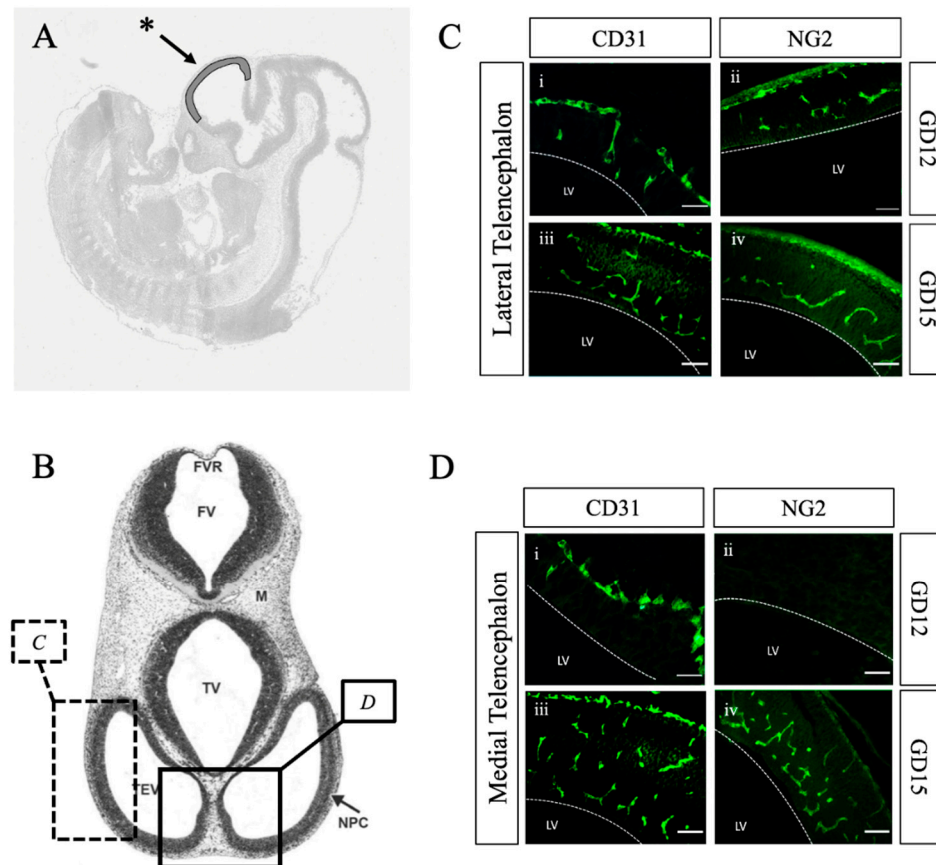 A
*
B
FVR
FV
M
C
TV
D
TEV
NPC
C
CD31
NG2
Lateral Telencephalon
i
ii
GD12
LV
LV
iii
iv
GD15
LV
LV
D
CD31
NG2
Medial Telencephalon
i
ii
GD12
LV
LV
iii
iv
GD15
LV
LV